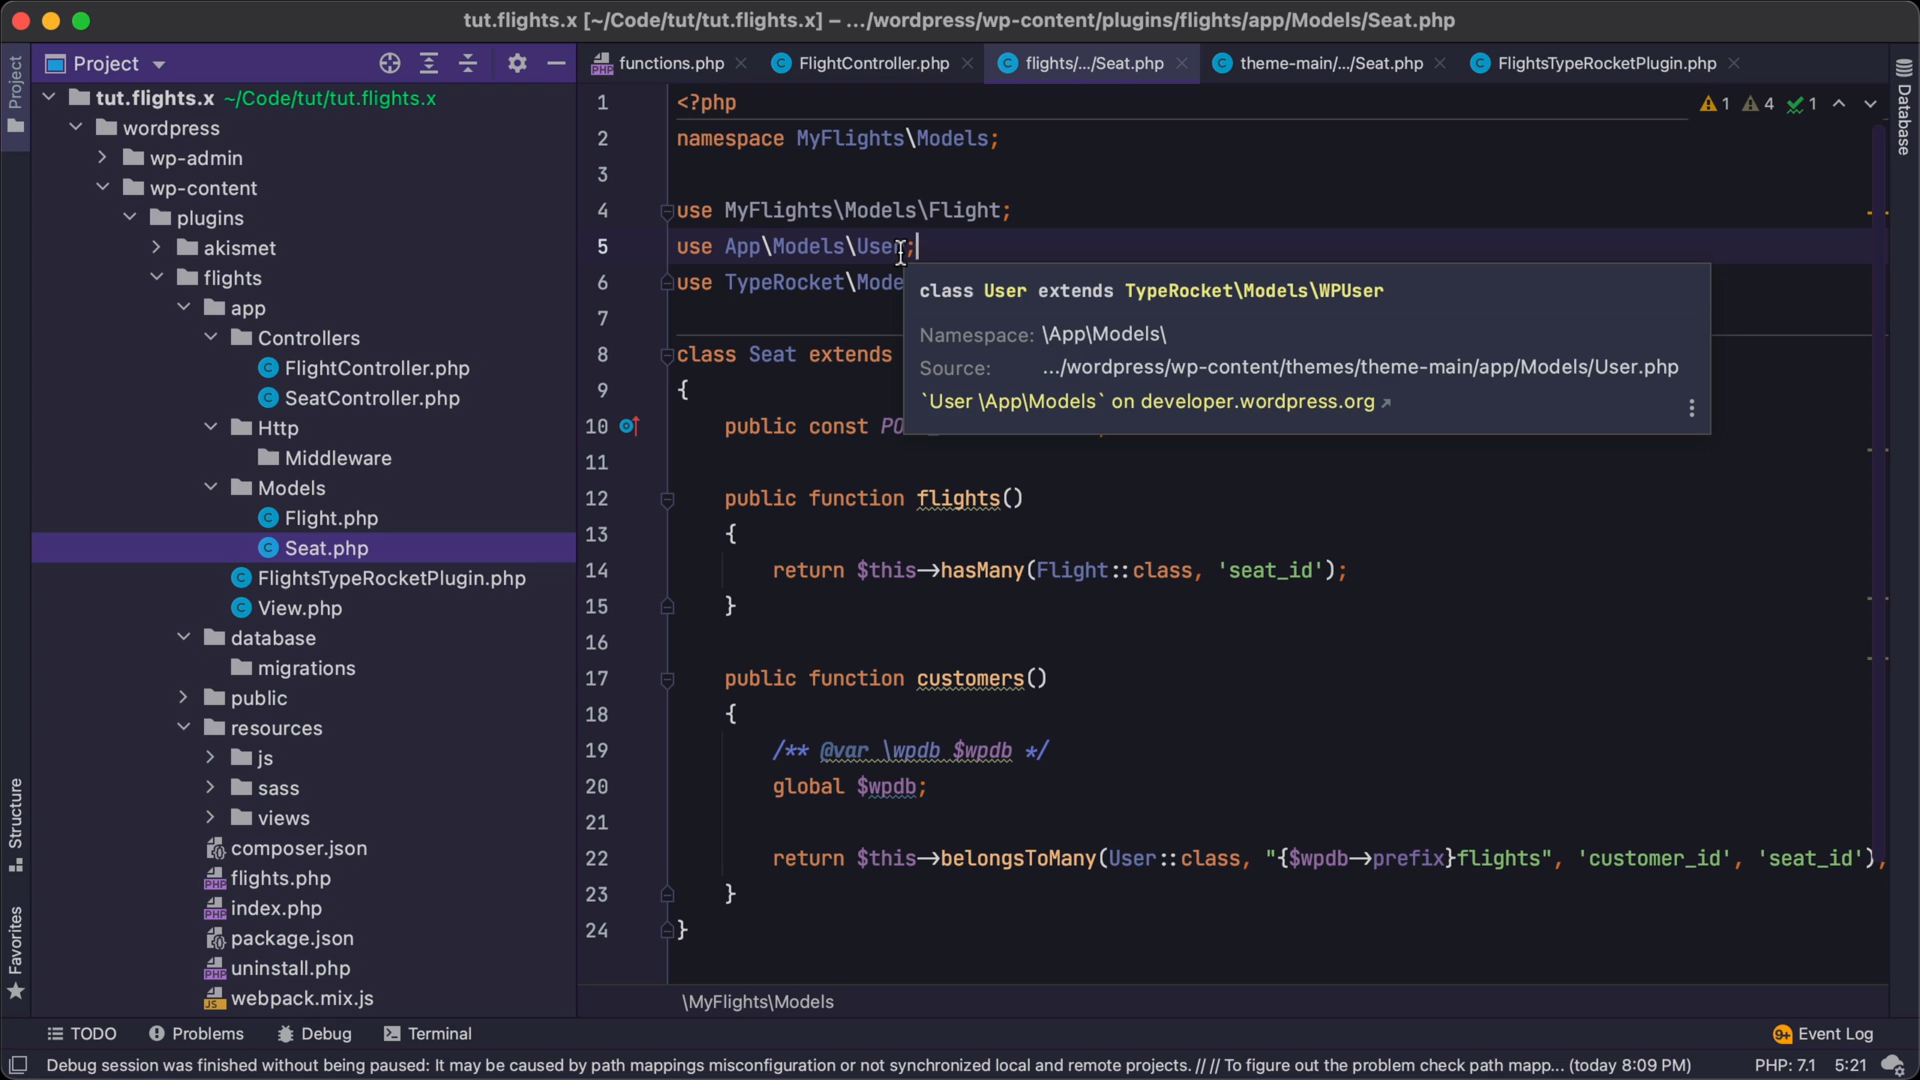 tut.flights.x [~/Code/tut/tut.flights.x] – .../wordpress/wp-content/plugins/flights/app/Models/Seat.php
Project
functions.php
FlightController.php
flights/.../Seat.php
theme-main/.../Seat.php
FlightsTypeRocketPlugin.php
Project
Structure
Favorites
Database
tut.flights.x ~/Code/tut/tut.flights.x
wordpress
wp-admin
wp-content
plugins
akismet
flights
app
Controllers
FlightController.php
SeatController.php
Http
Middleware
Models
Flight.php
Seat.php
FlightsTypeRocketPlugin.php
View.php
database
migrations
public
resources
js
sass
views
composer.json
flights.php
index.php
package.json
uninstall.php
webpack.mix.js
1 <?php
1 4 1
2 namespace MyFlights\Models;
3
4 use MyFlights\Models\Flight;
5 use App\Models\User;
6 use TypeRocket\Mode
7
8 class Seat extends
9 {
10 public const PO
11
12 public function flights()
13 {
14 return $this→hasMany(Flight::class, 'seat_id');
15 }
16
17 public function customers()
18 {
19 /** @var \wpdb $wpdb */
20 global $wpdb;
21
22 return $this→belongsToMany(User::class, "{$wpdb→prefix}flights", 'customer_id', 'seat_id'),
23 }
24 }
class User extends TypeRocket\Models\WPUser
Namespace: \App\Models\
Source: .../wordpress/wp-content/themes/theme-main/app/Models/User.php
`User \App\Models` on developer.wordpress.org
\MyFlights\Models
TODO
Problems
Debug
Terminal
9+ Event Log
Debug session was finished without being paused: It may be caused by path mappings misconfiguration or not synchronized local and remote projects. // // To figure out the problem check path mapp... (today 8:09 PM)
PHP: 7.1
5:21